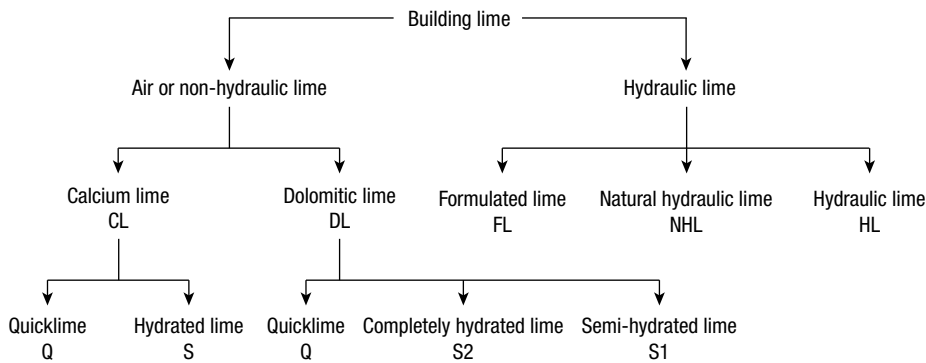 Building lime
Air or non-hydraulic lime
Hydraulic lime
Calcium lime
CL
Dolomitic lime
DL
Formulated lime
FL
Natural hydraulic lime
NHL
Hydraulic lime
HL
Quicklime
Q
Hydrated lime
S
Quicklime
Q
Completely hydrated lime
S2
Semi-hydrated lime
S1